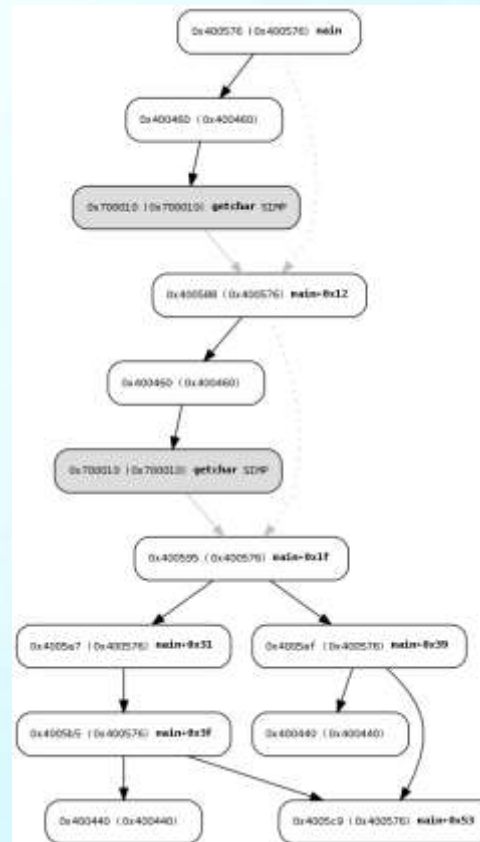 0x400576 (0x400576) main
0x400460 (0x400460)
0x700010 (0x700010) getchar SIMP
0x400588 (0x400576) main+0x12
0x400460 (0x400460)
0x700010 (0x700010) getchar SIMP
0x400595 (0x400576) main+0x1f
0x4005a7 (0x400576) main+0x31
0x4005af (0x400576) main+0x39
0x4005b5 (0x400576) main+0x3f
0x400440 (0x400440)
0x400440 (0x400440)
0x4005c9 (0x400576) main+0x53